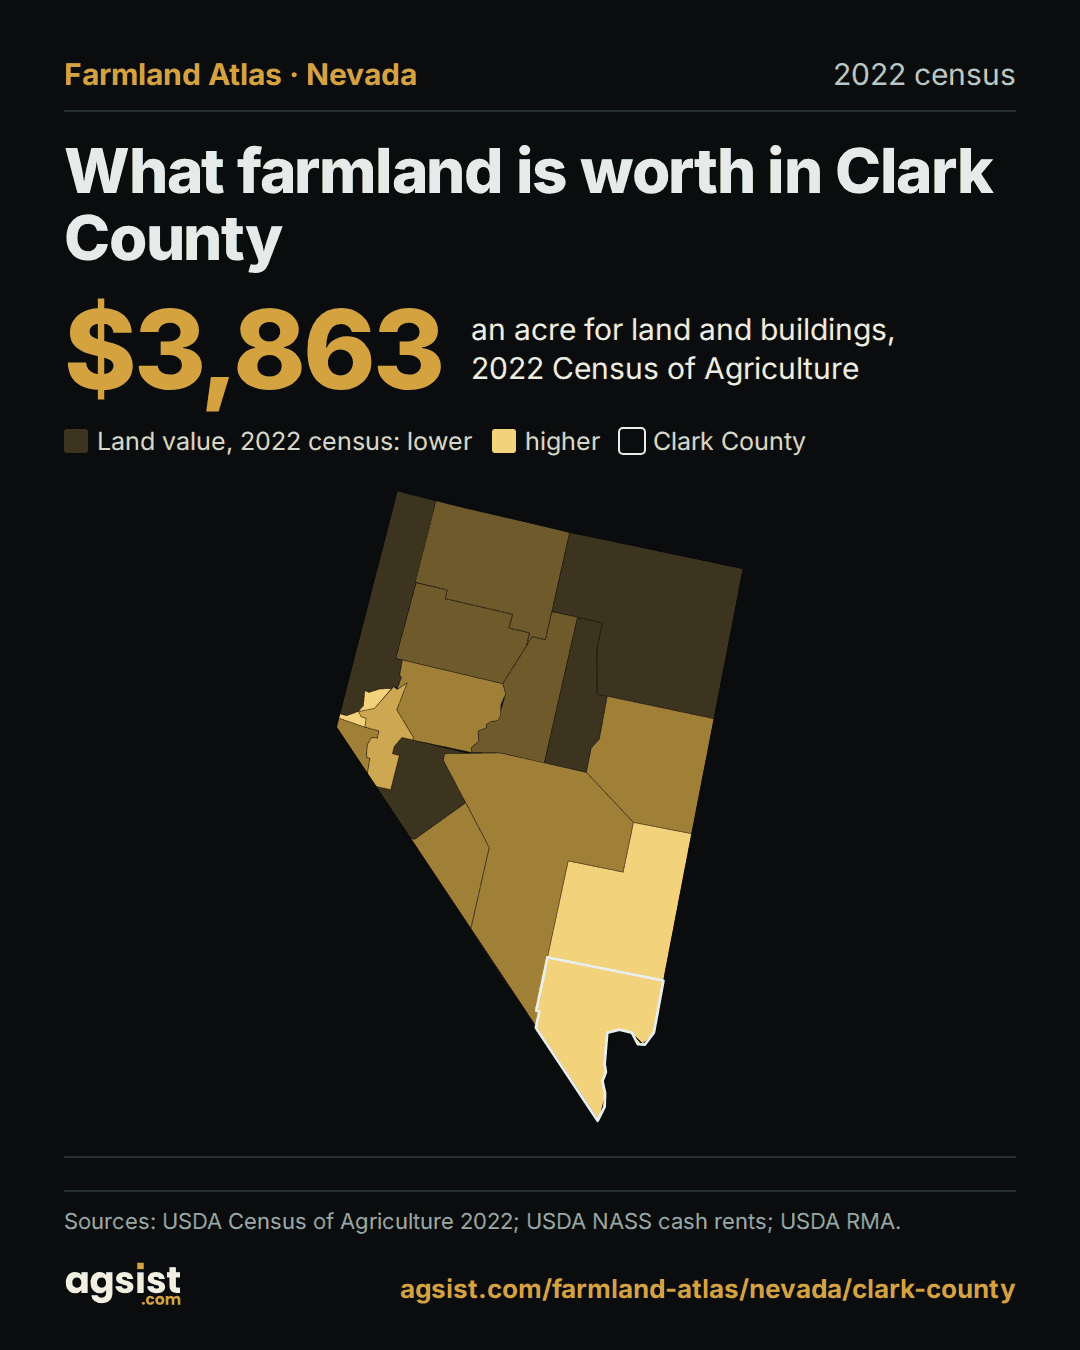 Farmland Atlas · Nevada
2022 census
What farmland is worth in Clark
County
$3,863
an acre for land and buildings,
2022 Census of Agriculture
Land value, 2022 census: lower
higher
Clark County
Sources: USDA Census of Agriculture 2022; USDA NASS cash rents; USDA RMA.
agsist
.com
agsist.com/farmland-atlas/nevada/clark-county